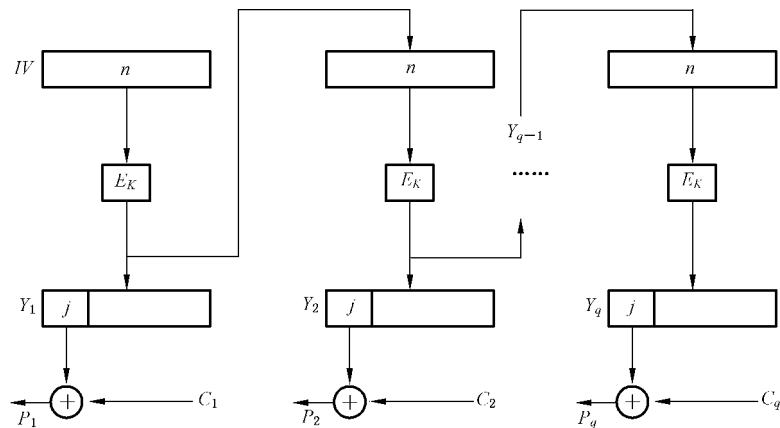 IV n n n
Y_{q-1}
E_K E_K …… E_K
Y_1 j Y_2 j Y_q j
P_1 + C_1 P_2 + C_2 P_q + C_q